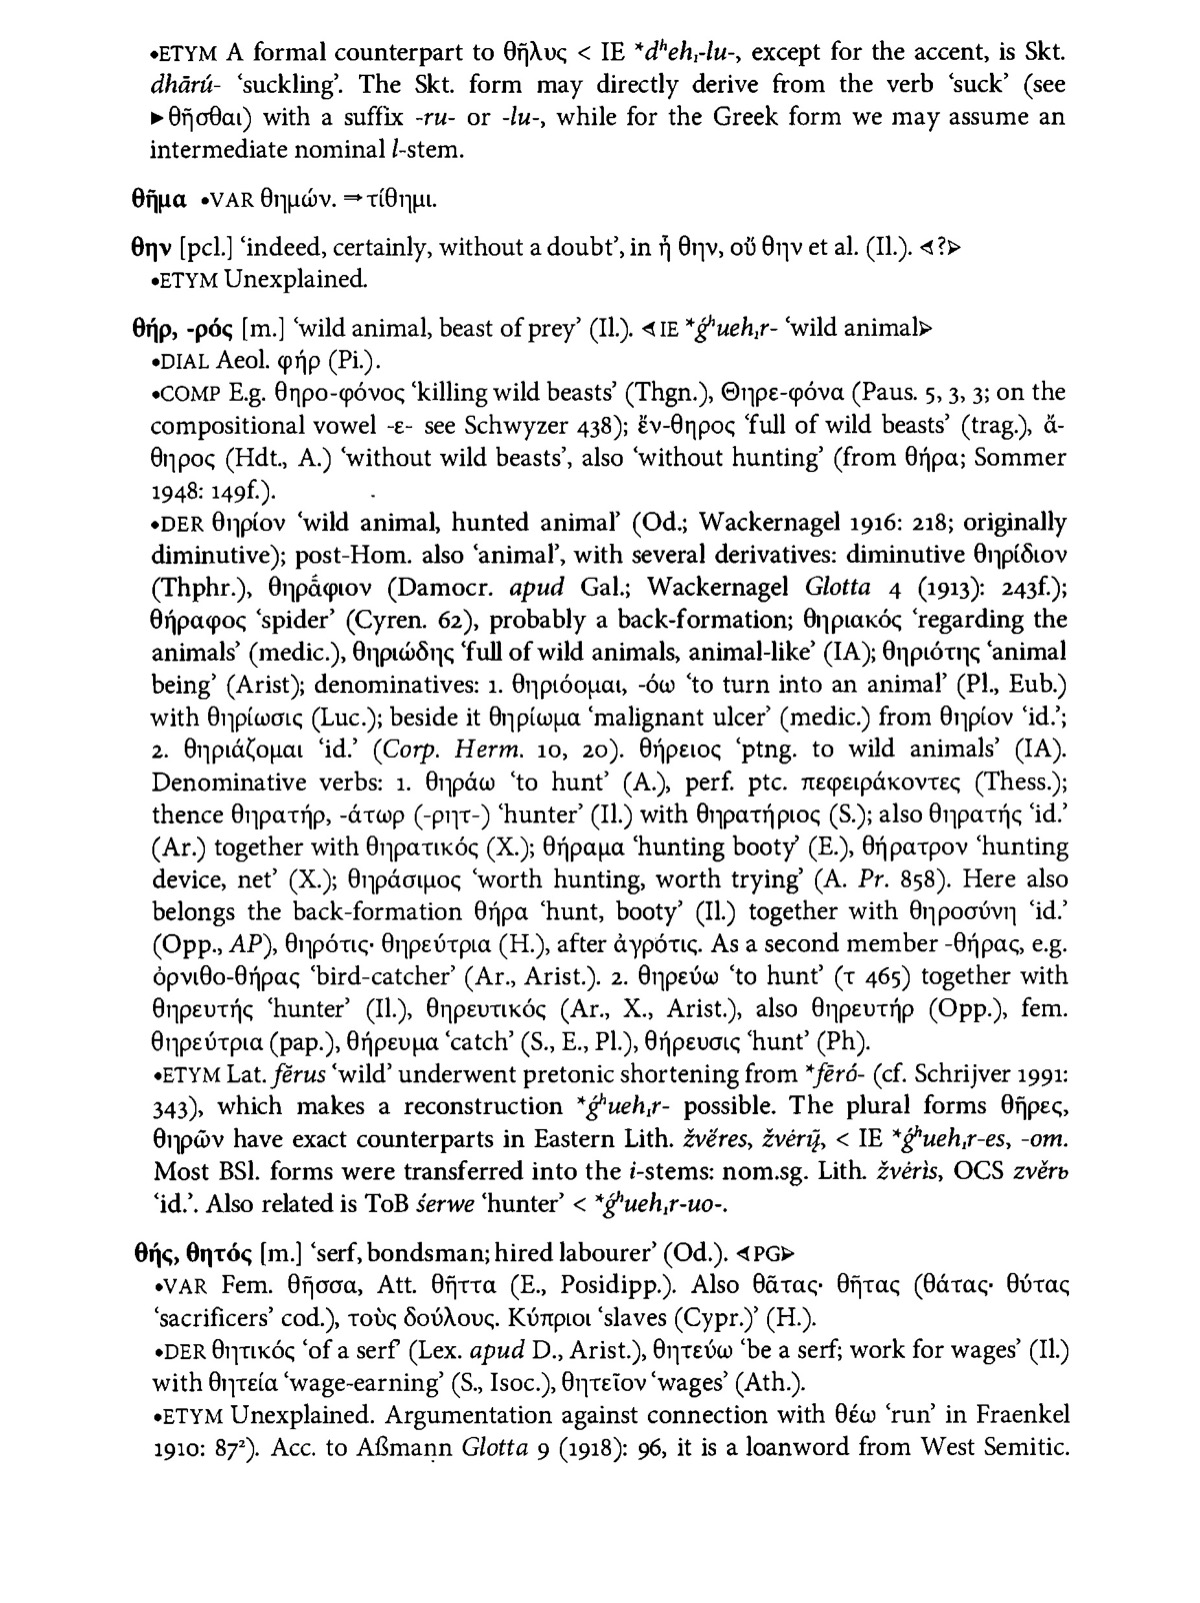 •ETYM A formal counterpart to θῆλυς < IE *dʰeh₁-lu-, except for the accent, is Skt.
dhārú- ‘suckling’. The Skt. form may directly derive from the verb ‘suck’ (see
▶θῆσθαι) with a suffix -ru- or -lu-, while for the Greek form we may assume an
intermediate nominal l-stem.
θῆμα •VAR θημών. ⇒τίθημι.
θην [pcl.] ‘indeed, certainly, without a doubt’, in ἦ θην, οὔ θην et al. (Il.). ⊲?⊳
•ETYM Unexplained.
θήρ, -ρός [m.] ‘wild animal, beast of prey’ (Il.). ⊲IE *ǵʰueh₁r- ‘wild animal⊳
•DIAL Aeol. φήρ (Pi.).
•COMP E.g. θηρο-φόνος ‘killing wild beasts’ (Thgn.), Θηρε-φόνα (Paus. 5, 3, 3; on the
compositional vowel -ε- see Schwyzer 438); ἔν-θηρος ‘full of wild beasts’ (trag.), ἄ-
θηρος (Hdt., A.) ‘without wild beasts’, also ‘without hunting’ (from θήρα; Sommer
1948: 149f.).
•DER θηρίον ‘wild animal, hunted animal’ (Od.; Wackernagel 1916: 218; originally
diminutive); post-Hom. also ‘animal’, with several derivatives: diminutive θηρίδιον
(Thphr.), θηρᾱ́φιον (Damocr. apud Gal.; Wackernagel Glotta 4 (1913): 243f.);
θήραφος ‘spider’ (Cyren. 62), probably a back-formation; θηριακός ‘regarding the
animals’ (medic.), θηριώδης ‘full of wild animals, animal-like’ (IA); θηριότης ‘animal
being’ (Arist); denominatives: 1. θηριόομαι, -όω ‘to turn into an animal’ (Pl., Eub.)
with θηρίωσις (Luc.); beside it θηρίωμα ‘malignant ulcer’ (medic.) from θηρίον ‘id.’;
2. θηριάζομαι ‘id.’ (Corp. Herm. 10, 20). θήρειος ‘ptng. to wild animals’ (IA).
Denominative verbs: 1. θηράω ‘to hunt’ (A.), perf. ptc. πεφειράκοντες (Thess.);
thence θηρατήρ, -άτωρ (-ρητ-) ‘hunter’ (Il.) with θηρατήριος (S.); also θηρατής ‘id.’
(Ar.) together with θηρατικός (X.); θήραμα ‘hunting booty’ (E.), θήρατρον ‘hunting
device, net’ (X.); θηράσιμος ‘worth hunting, worth trying’ (A. Pr. 858). Here also
belongs the back-formation θήρα ‘hunt, booty’ (Il.) together with θηροσύνη ‘id.’
(Opp., AP), θηρότις· θηρεύτρια (H.), after ἀγρότις. As a second member -θήρας, e.g.
ὀρνιθο-θήρας ‘bird-catcher’ (Ar., Arist.). 2. θηρεύω ‘to hunt’ (τ 465) together with
θηρευτής ‘hunter’ (Il.), θηρευτικός (Ar., X., Arist.), also θηρευτήρ (Opp.), fem.
θηρεύτρια (pap.), θήρευμα ‘catch’ (S., E., Pl.), θήρευσις ‘hunt’ (Ph).
•ETYM Lat. fĕrus ‘wild’ underwent pretonic shortening from *fēró- (cf. Schrijver 1991:
343), which makes a reconstruction *ǵʰueh₁r- possible. The plural forms θῆρες,
θηρῶν have exact counterparts in Eastern Lith. žvė́res, žvėrų̃, < IE *ǵʰueh₁r-es, -om.
Most BSl. forms were transferred into the i-stems: nom.sg. Lith. žvėrìs, OCS zvěrь
‘id.’. Also related is ToB śerwe ‘hunter’ < *ǵʰueh₁r-uo-.
θής, θητός [m.] ‘serf, bondsman; hired labourer’ (Od.). ⊲PG⊳
•VAR Fem. θῆσσα, Att. θῆττα (E., Posidipp.). Also θᾶτας· θῆτας (θάτας· θύτας
‘sacrificers’ cod.), τοὺς δούλους. Κύπριοι ‘slaves (Cypr.)’ (H.).
•DER θητικός ‘of a serf’ (Lex. apud D., Arist.), θητεύω ‘be a serf; work for wages’ (Il.)
with θητεία ‘wage-earning’ (S., Isoc.), θητεῖον ‘wages’ (Ath.).
•ETYM Unexplained. Argumentation against connection with θέω ‘run’ in Fraenkel
1910: 87²). Acc. to Aßmann Glotta 9 (1918): 96, it is a loanword from West Semitic.